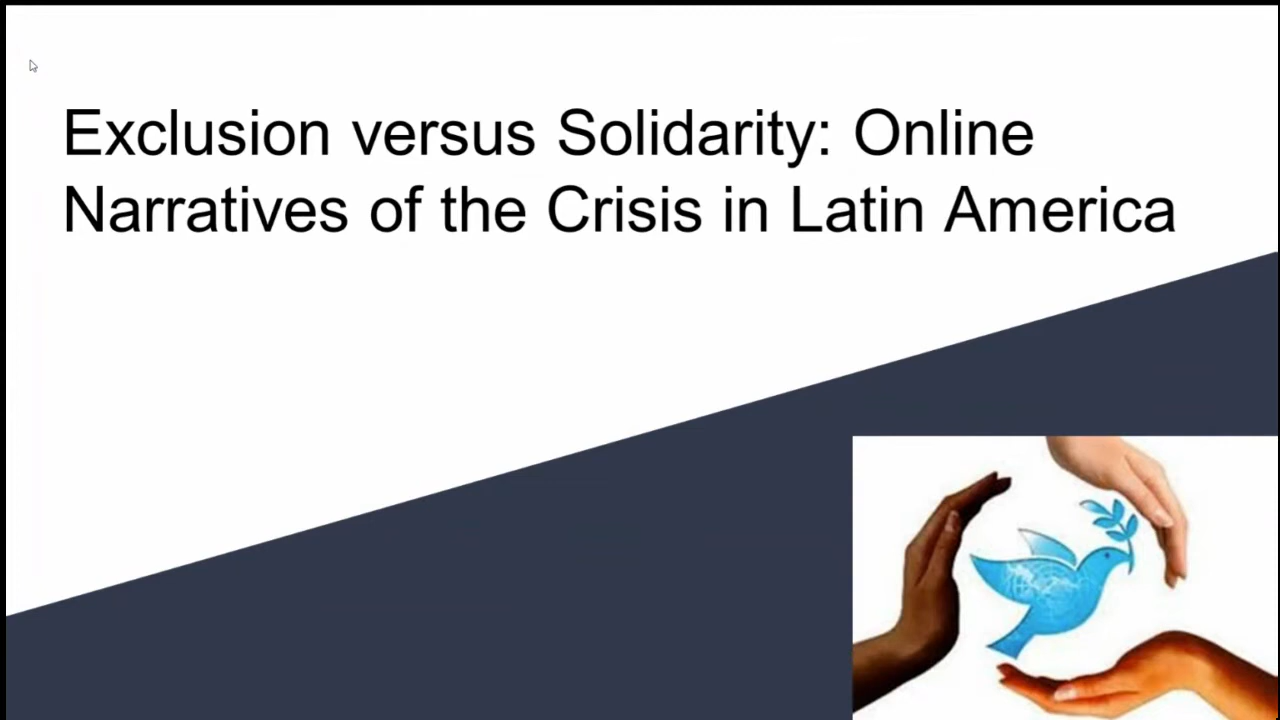 Exclusion versus Solidarity: Online
Narratives of the Crisis in Latin America